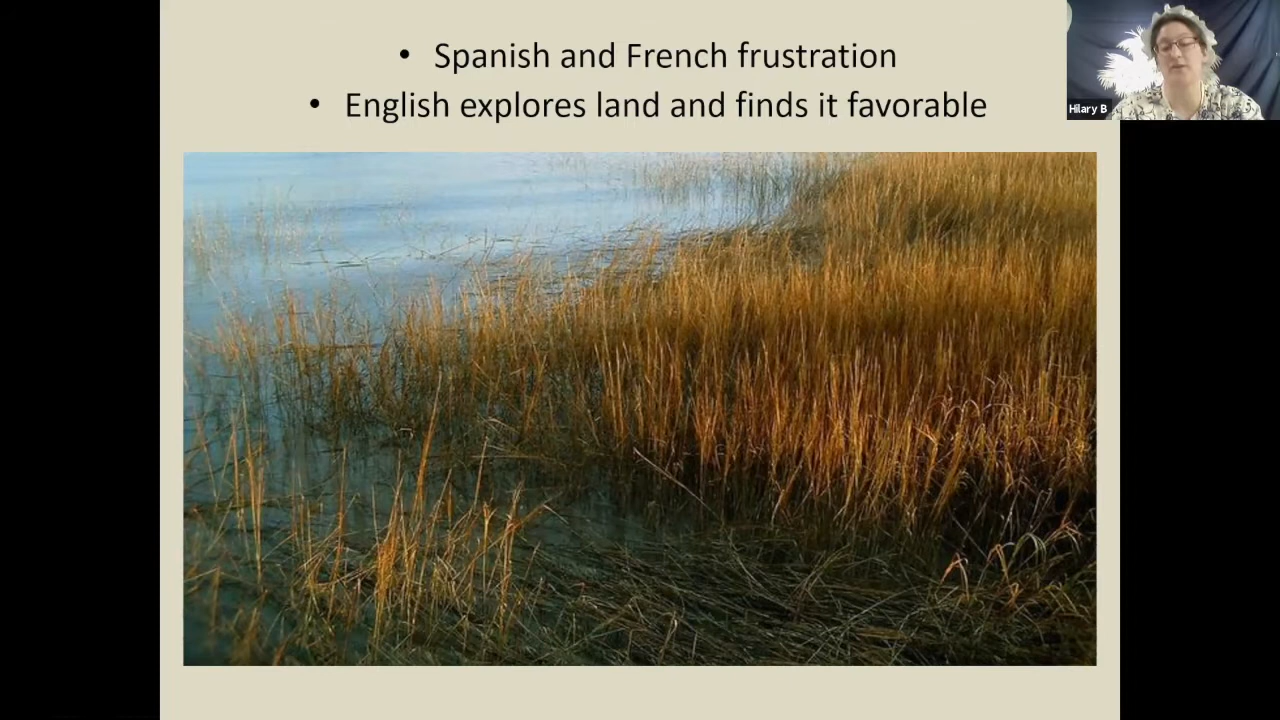 • Spanish and French frustration
• English explores land and finds it favorable
Hilary B